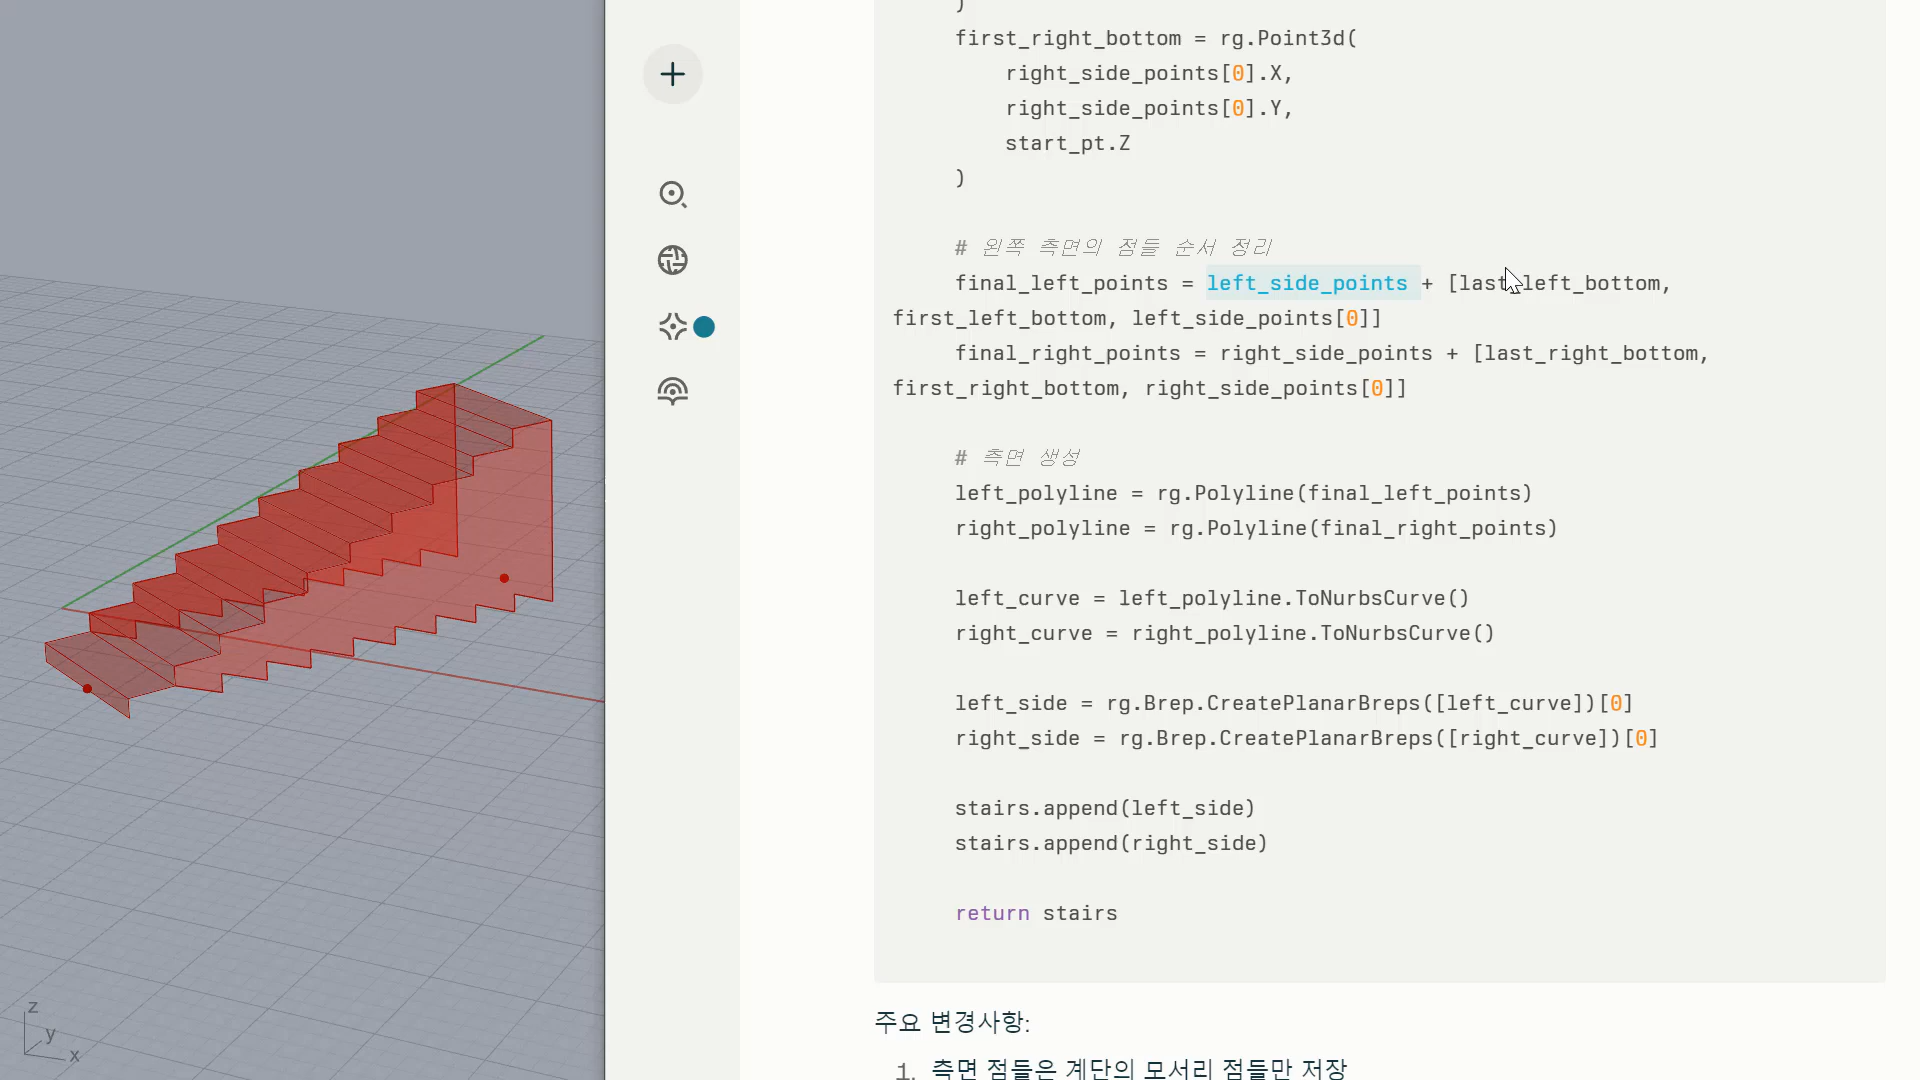 )
first_right_bottom = rg.Point3d(
right_side_points[0].X,
right_side_points[0].Y,
start_pt.Z
)
# 왼쪽 측면의 점들 순서 정리
final_left_points = left_side_points + [last_left_bottom,
first_left_bottom, left_side_points[0]]
final_right_points = right_side_points + [last_right_bottom,
first_right_bottom, right_side_points[0]]
# 측면 생성
left_polyline = rg.Polyline(final_left_points)
right_polyline = rg.Polyline(final_right_points)
left_curve = left_polyline.ToNurbsCurve()
right_curve = right_polyline.ToNurbsCurve()
left_side = rg.Brep.CreatePlanarBreps([left_curve])[0]
right_side = rg.Brep.CreatePlanarBreps([right_curve])[0]
stairs.append(left_side)
stairs.append(right_side)
return stairs
주요 변경사항:
1. 측면 점들은 계단의 모서리 점들만 저장
z
y
x